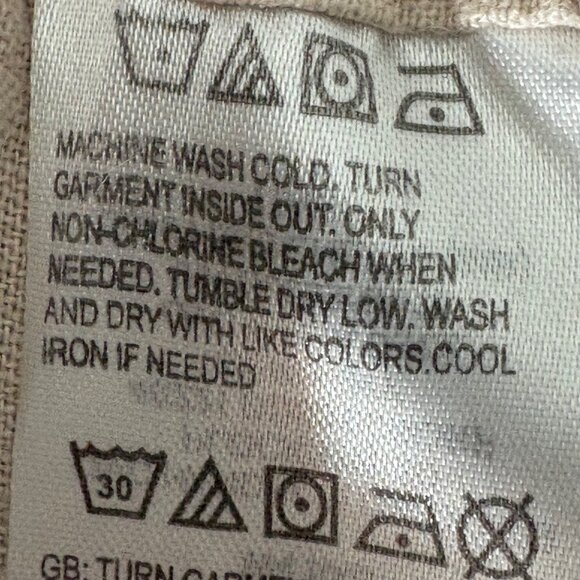 MACHINE WASH COLD. TURN
GARMENT INSIDE OUT. ONLY
NON-CHLORINE BLEACH WHEN
NEEDED. TUMBLE DRY LOW. WASH
AND DRY WITH LIKE COLORS.COOL
IRON IF NEEDED
30
GB: TURN